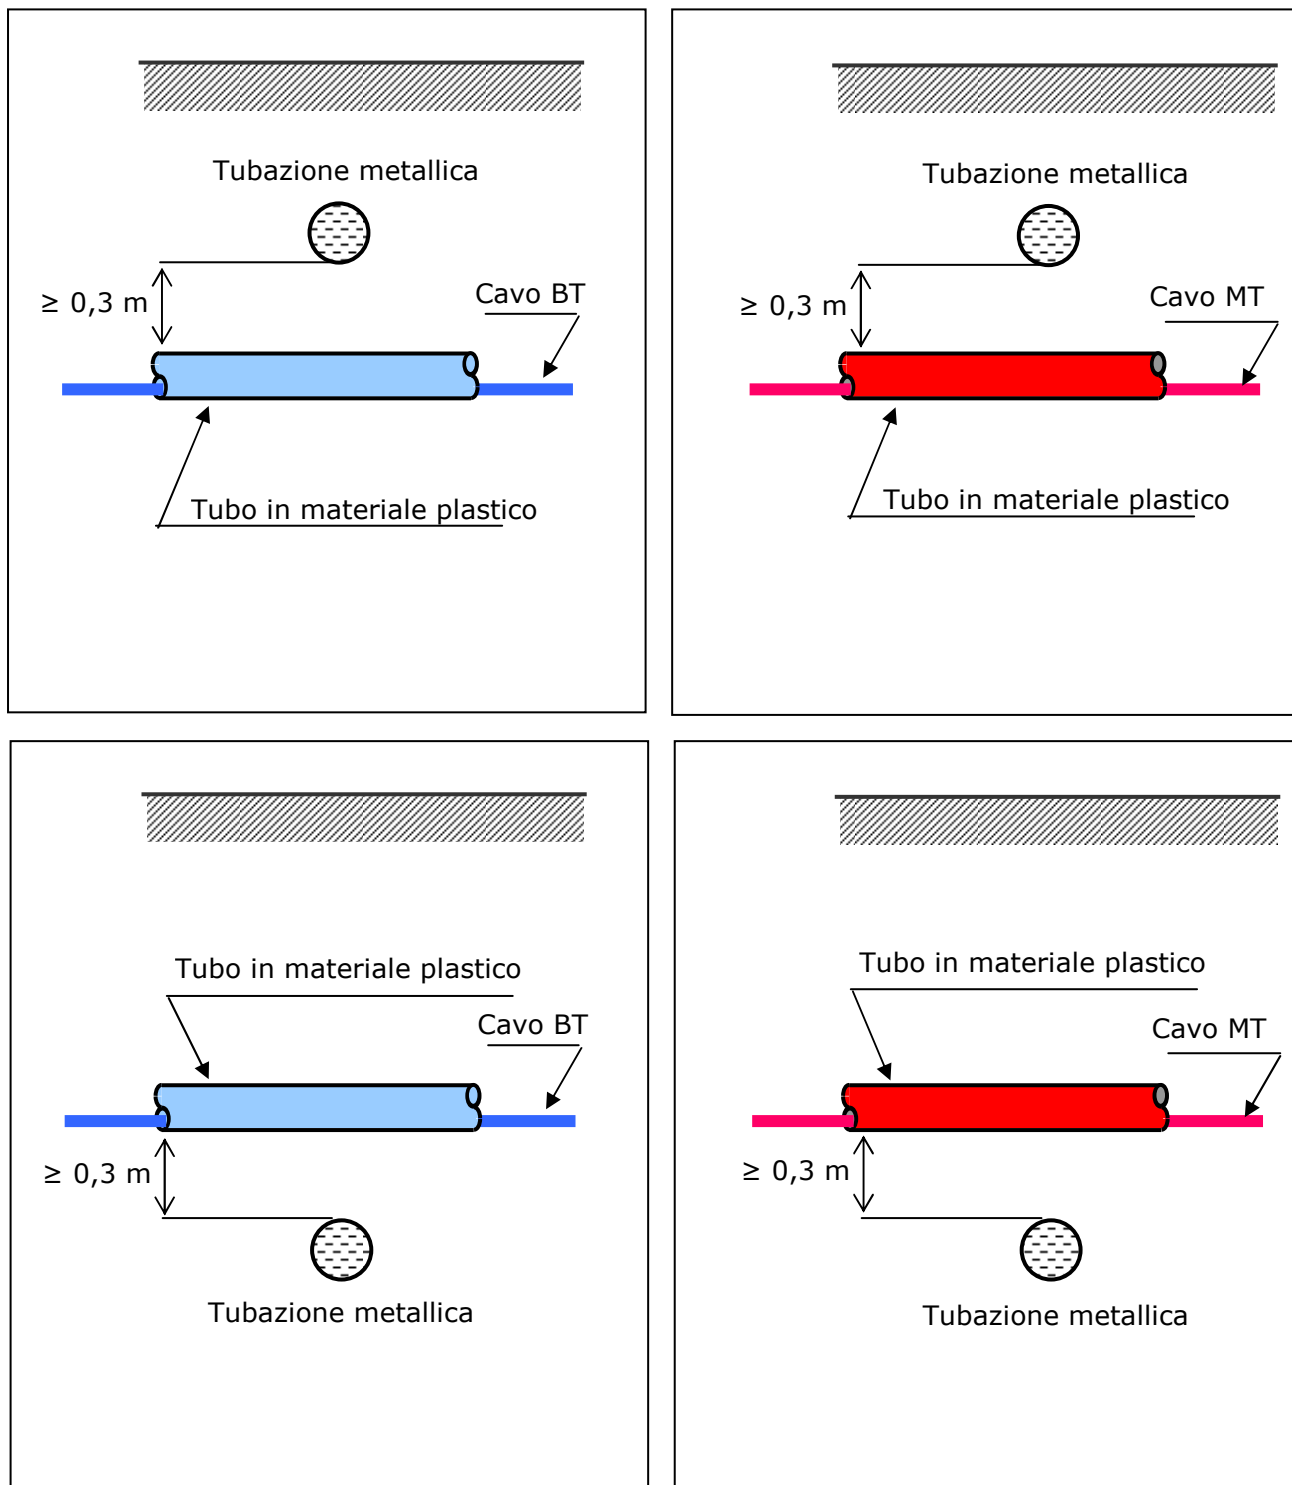 Tubazione metallica
≥ 0,3 m
Cavo BT
Tubo in materiale plastico
Tubazione metallica
≥ 0,3 m
Cavo MT
Tubo in materiale plastico
Tubo in materiale plastico
Cavo BT
≥ 0,3 m
Tubazione metallica
Tubo in materiale plastico
Cavo MT
≥ 0,3 m
Tubazione metallica